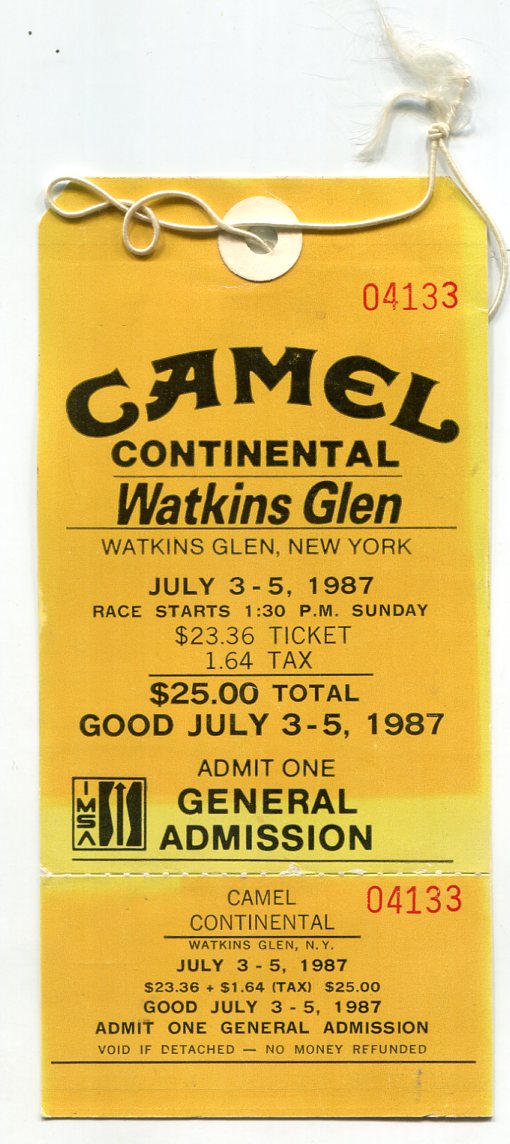 04133
CAMEL
CONTINENTAL
Watkins Glen
WATKINS GLEN, NEW YORK
JULY 3-5, 1987
RACE STARTS 1:30 P.M. SUNDAY
$23.36 TICKET
1.64 TAX
$25.00 TOTAL
GOOD JULY 3-5, 1987
ADMIT ONE
IMSA
GENERAL
ADMISSION
04133
CAMEL
CONTINENTAL
WATKINS GLEN, N.Y.
JULY 3 - 5, 1987
$23.36 + $1.64 (TAX) $25.00
GOOD JULY 3 - 5, 1987
ADMIT ONE GENERAL ADMISSION
VOID IF DETACHED — NO MONEY REFUNDED